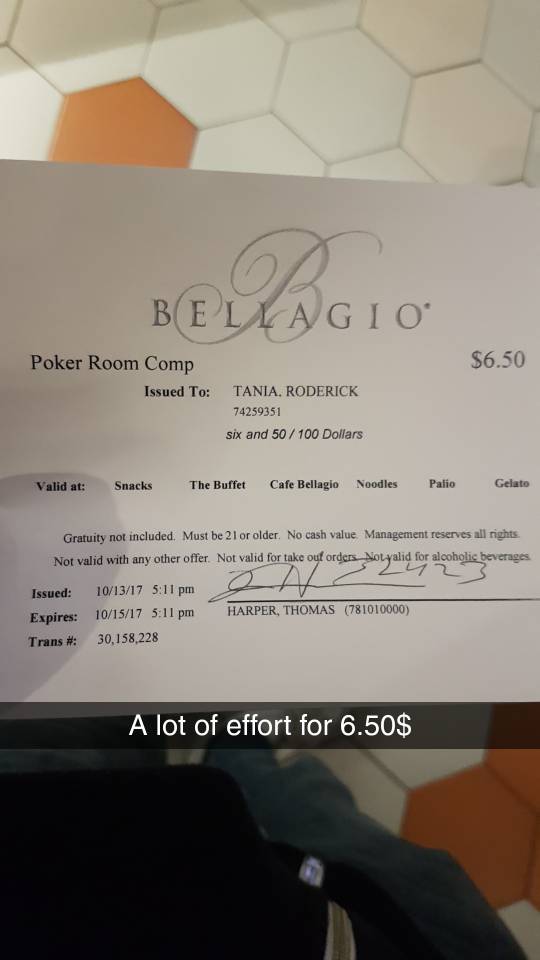 BELLAGIO
Poker Room Comp $6.50
Issued To: TANIA. RODERICK
74259351
six and 50 / 100 Dollars
Valid at: Snacks The Buffet Cafe Bellagio Noodles Palio Gelato
Gratuity not included. Must be 21 or older. No cash value. Management reserves all rights.
Not valid with any other offer. Not valid for take out orders. Not valid for alcoholic beverages.
Issued: 10/13/17 5:11 pm
Expires: 10/15/17 5:11 pm HARPER, THOMAS (781010000)
Trans #: 30,158,228
A lot of effort for 6.50$